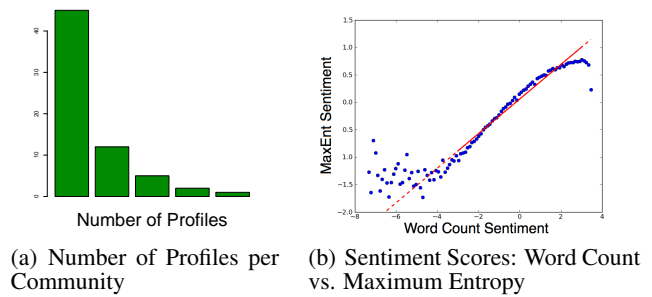 40
30
20
10
0
Number of Profiles
(a) Number of Profiles per
Community
1.5
1.0
0.5
0.0
0.5
1.0
1.5
−2.0
−8
−6
−4
−2
0
2
4
MaxEnt Sentiment
Word Count Sentiment
(b) Sentiment Scores: Word Count
vs. Maximum Entropy